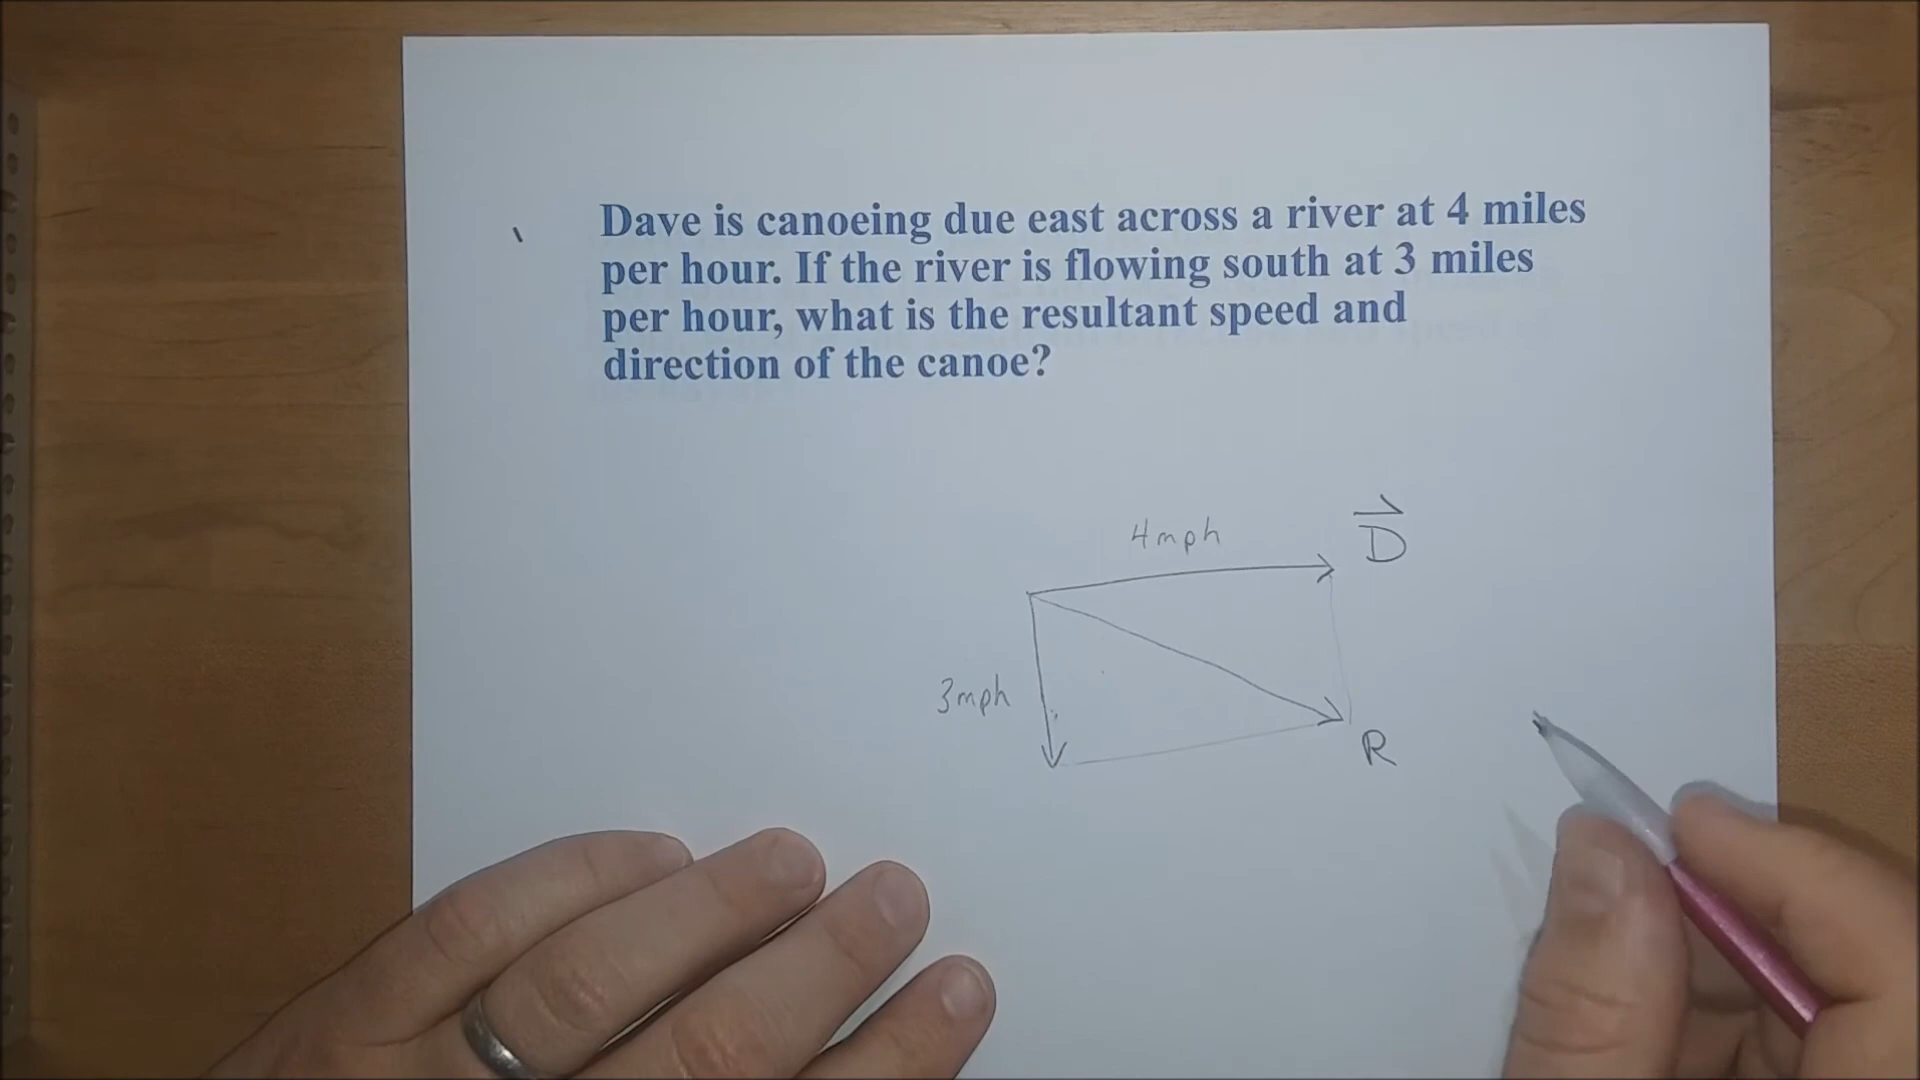 Dave is canoeing due east across a river at 4 miles
per hour. If the river is flowing south at 3 miles
per hour, what is the resultant speed and
direction of the canoe?
4mph
D
3mph
R